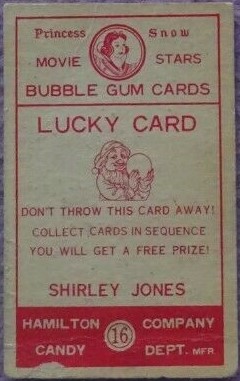 Princess Snow
MOVIE STARS
BUBBLE GUM CARDS
LUCKY CARD
DON'T THROW THIS CARD AWAY!
COLLECT CARDS IN SEQUENCE
YOU WILL GET A FREE PRIZE!
SHIRLEY JONES
HAMILTON 16 COMPANY
CANDY DEPT. MFR